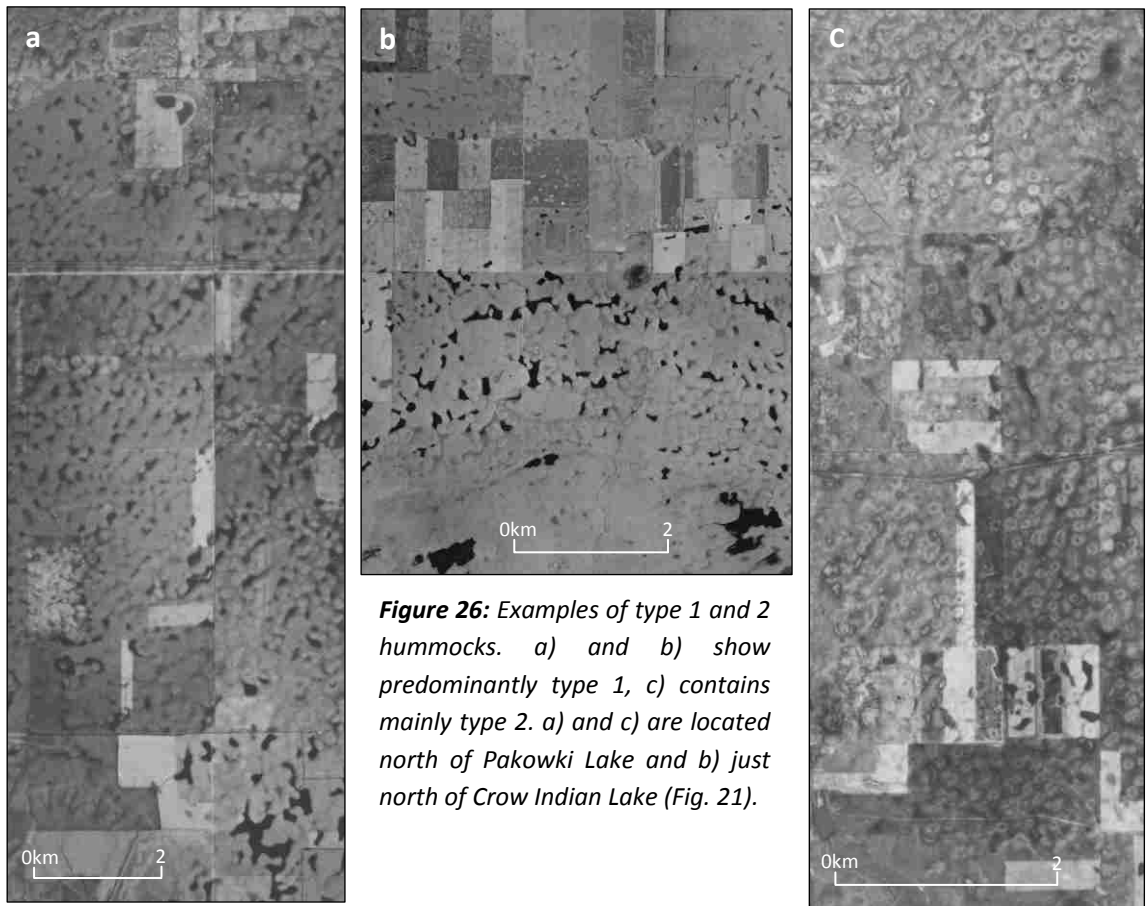 a
b
C
0km 2
Figure 26: Examples of type 1 and 2
hummocks. a) and b) show
predominantly type 1, c) contains
mainly type 2. a) and c) are located
north of Pakowki Lake and b) just
north of Crow Indian Lake (Fig. 21).
0km 2
0km 2